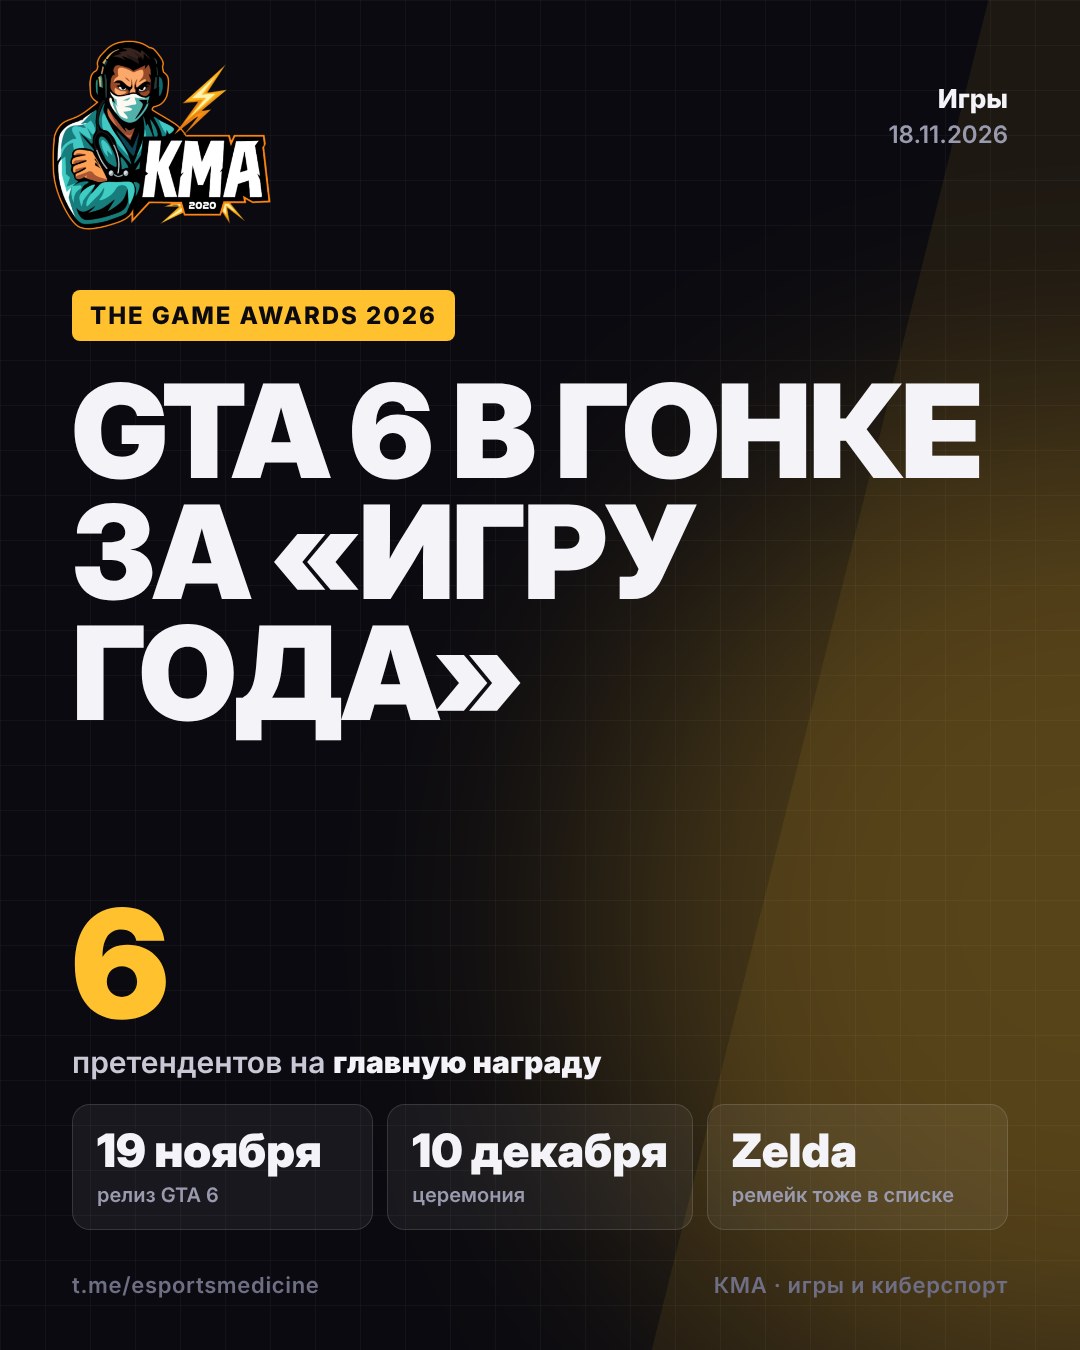 KMA
2020
Игры
18.11.2026
THE GAME AWARDS 2026
GTA 6 В ГОНКЕ
ЗА «ИГРУ
ГОДА»
6
претендентов на главную награду
19 ноября
релиз GTA 6
10 декабря
церемония
Zelda
ремейк тоже в списке
t.me/esportsmedicine
КМА · игры и киберспорт